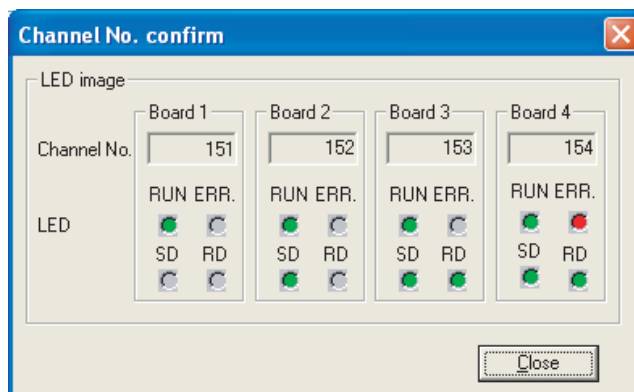 Channel No. confirm
LED image
Board 1 Board 2 Board 3 Board 4
Channel No. 151 152 153 154
RUN ERR. RUN ERR. RUN ERR. RUN ERR.
LED
SD RD SD RD SD RD SD RD
Close